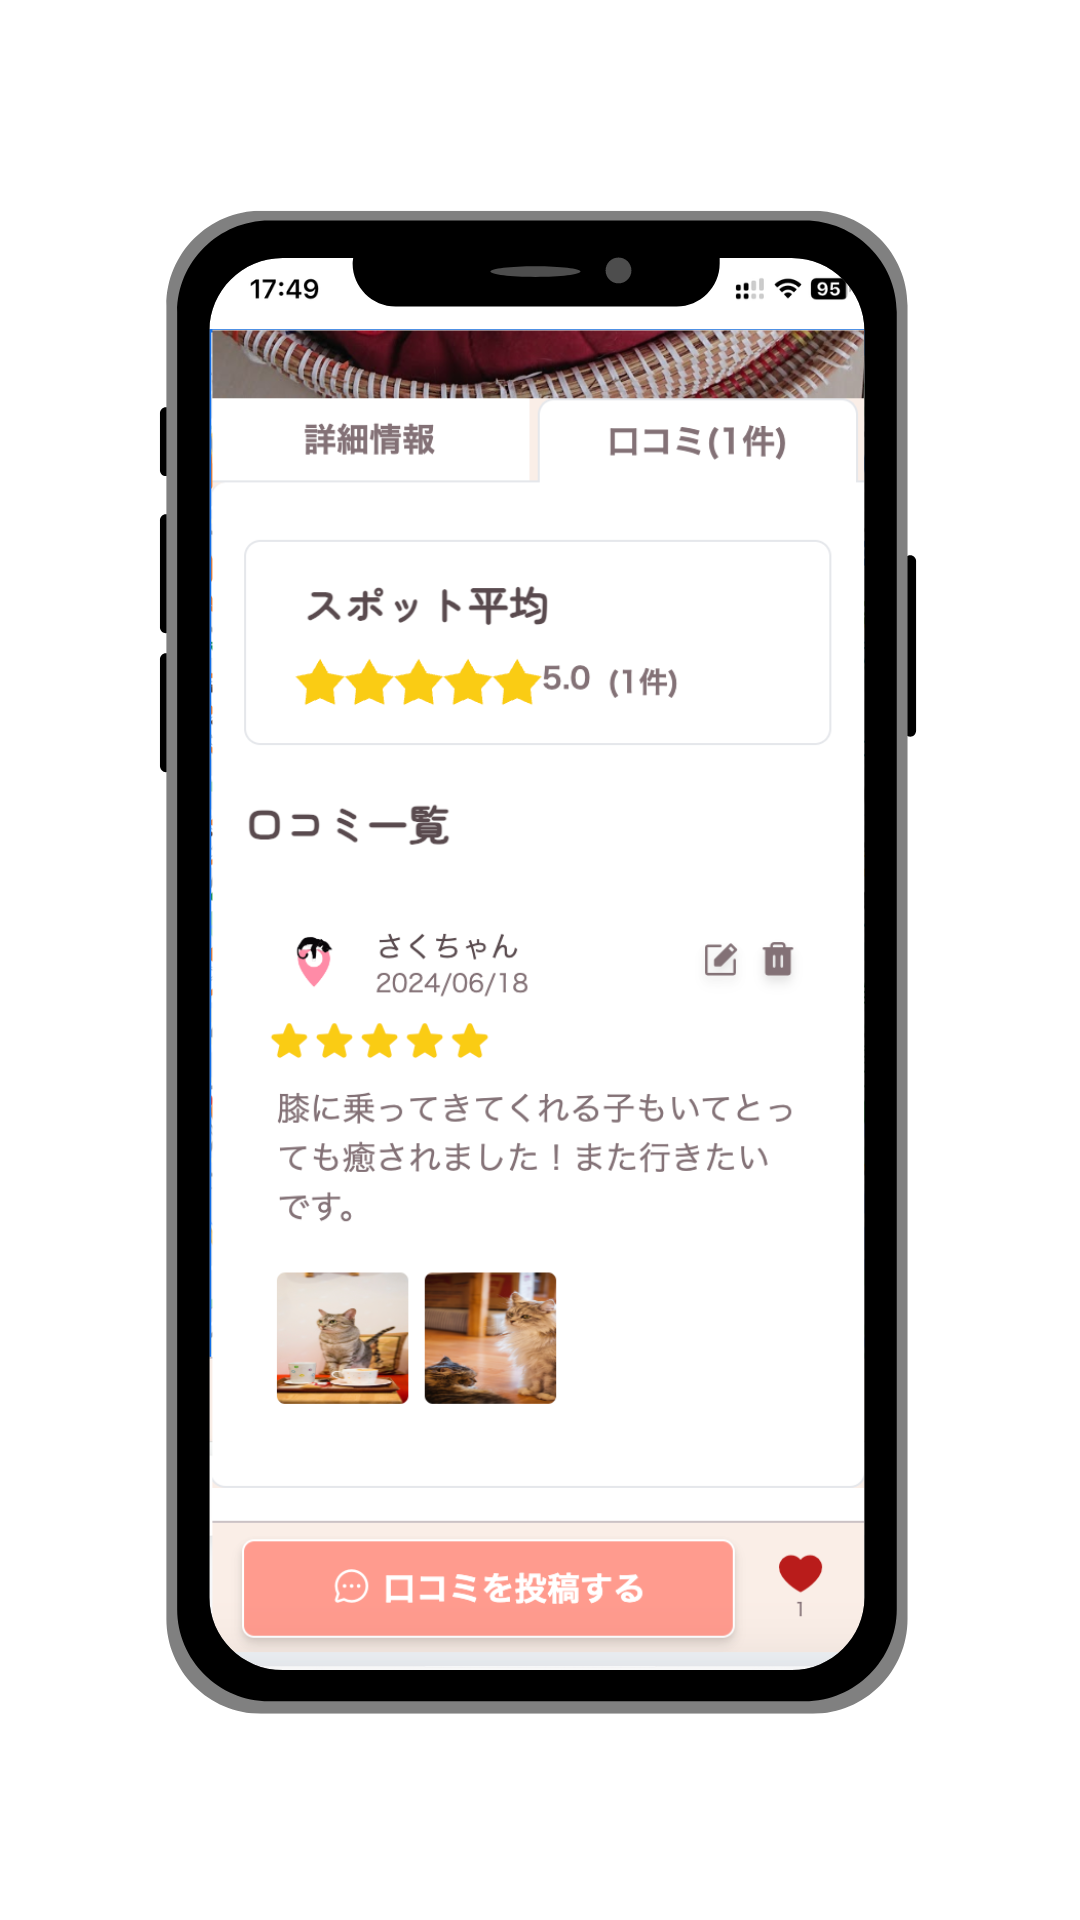 17:49
95
詳細情報
口コミ(1件)
スポット平均
5.0 (1件)
口コミ一覧
さくちゃん
2024/06/18
膝に乗ってきてくれる子もいてとっ
ても癒されました！また行きたい
です。
口コミを投稿する
1